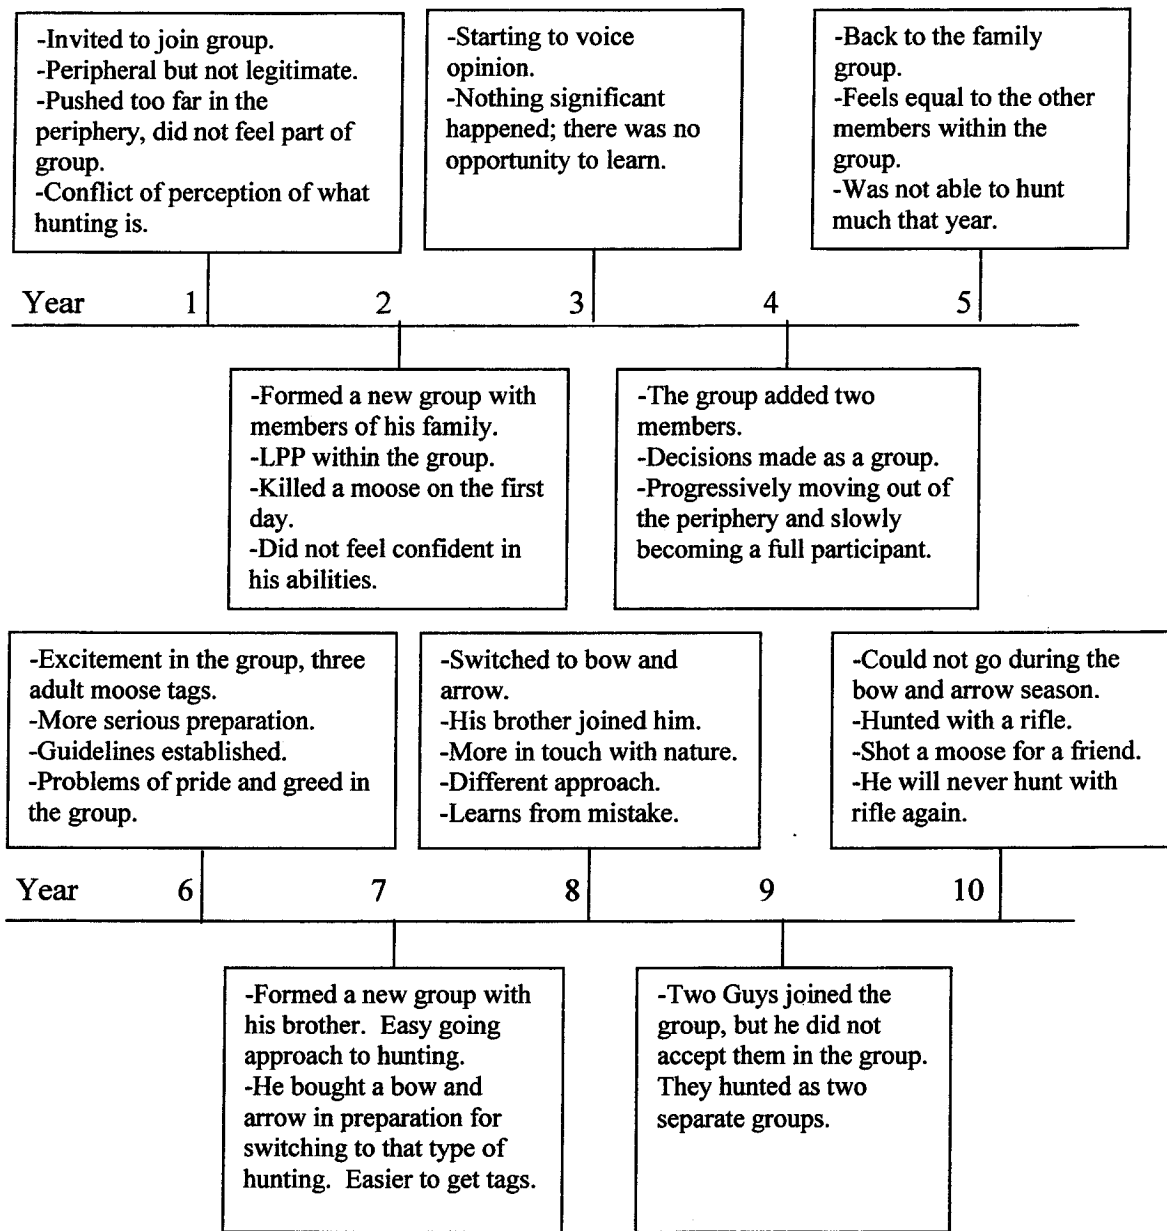 -Invited to join group.
-Peripheral but not legitimate.
-Pushed too far in the
periphery, did not feel part of
group.
-Conflict of perception of what
hunting is.
-Starting to voice
opinion.
-Nothing significant
happened; there was no
opportunity to learn.
-Back to the family
group.
-Feels equal to the other
members within the
group.
-Was not able to hunt
much that year.
Year 1 2 3 4 5
-Formed a new group with
members of his family.
-LPP within the group.
-Killed a moose on the first
day.
-Did not feel confident in
his abilities.
-The group added two
members.
-Decisions made as a group.
-Progressively moving out of
the periphery and slowly
becoming a full participant.
-Excitement in the group, three
adult moose tags.
-More serious preparation.
-Guidelines established.
-Problems of pride and greed in
the group.
-Switched to bow and
arrow.
-His brother joined him.
-More in touch with nature.
-Different approach.
-Learns from mistake.
-Could not go during the
bow and arrow season.
-Hunted with a rifle.
-Shot a moose for a friend.
-He will never hunt with
rifle again.
Year 6 7 8 9 10
-Formed a new group with
his brother. Easy going
approach to hunting.
-He bought a bow and
arrow in preparation for
switching to that type of
hunting. Easier to get tags.
-Two Guys joined the
group, but he did not
accept them in the group.
They hunted as two
separate groups.